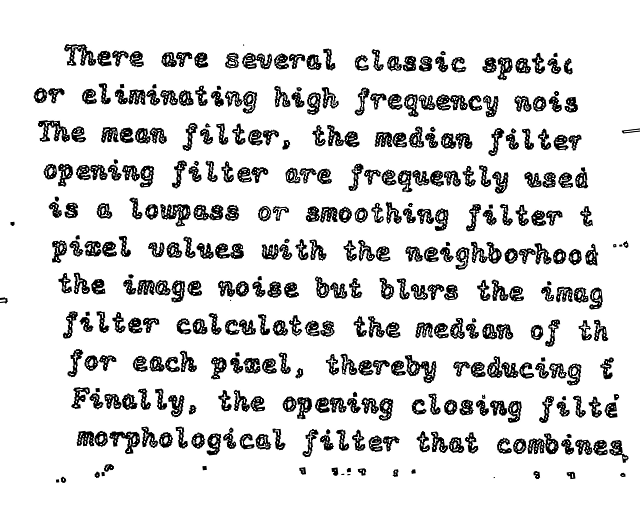 There are several classic spatic
or eliminating high frequency nois
The mean filter, the median filter
opening filter are frequently used
is a lowpass or smoothing filter t
pixel values with the neighborhood
the image noise but blurs the imag
filter calculates the median of th
for each pixel, thereby reducing t
Finally, the opening closing filte
morphological filter that combines